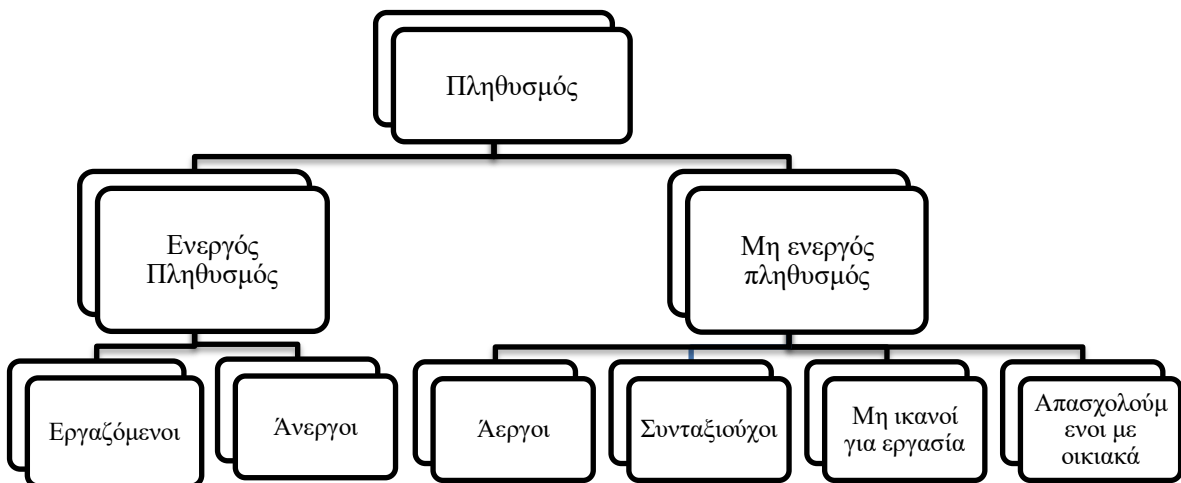 Πληθυσμός
Ενεργός
Πληθυσμός
Μη ενεργός
πληθυσμός
Εργαζόμενοι
Άνεργοι
Άεργοι
Συνταξιούχοι
Μη ικανοί
για εργασία
Απασχολούμ
ενοι με
οικιακά